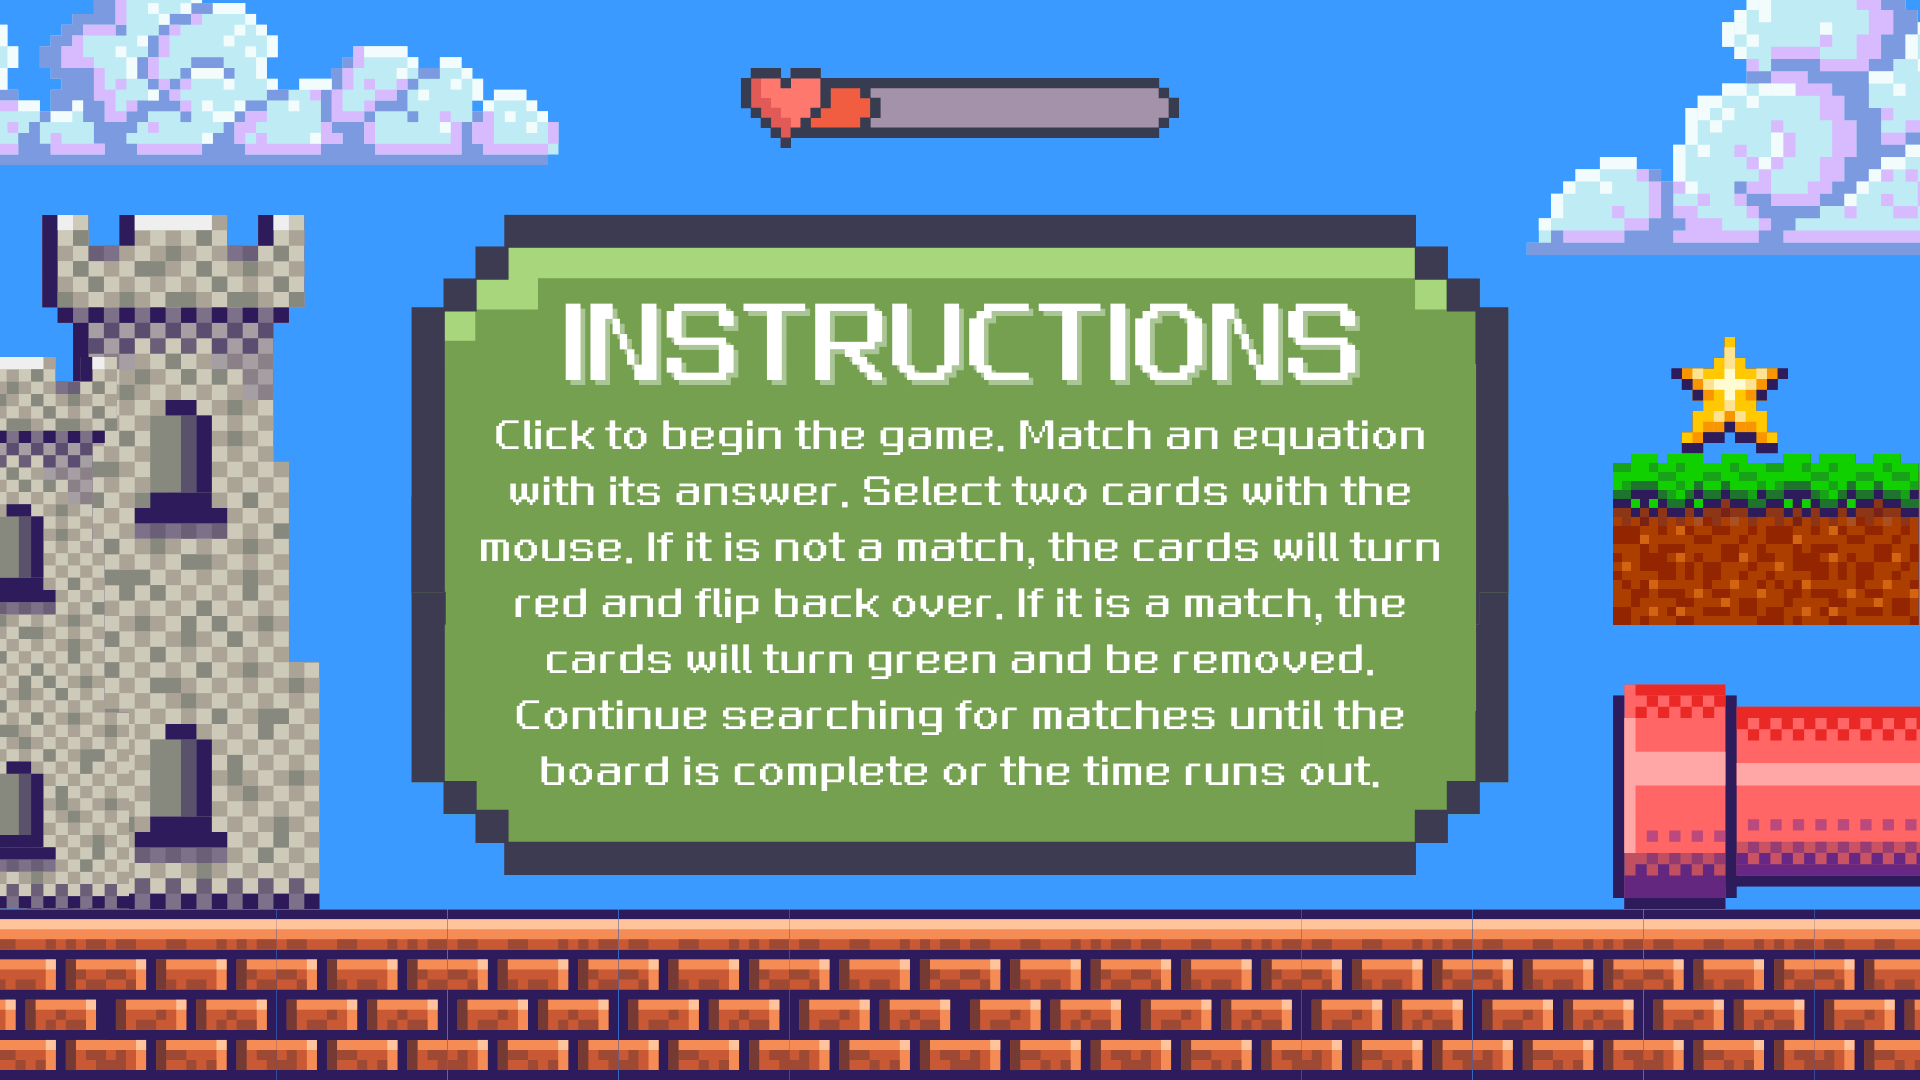 INSTRUCTIONS
Click to begin the game. Match an equation
with its answer. Select two cards with the
mouse. If it is not a match, the cards will turn
red and flip back over. If it is a match, the
cards will turn green and be removed.
Continue searching for matches until the
board is complete or the time runs out.